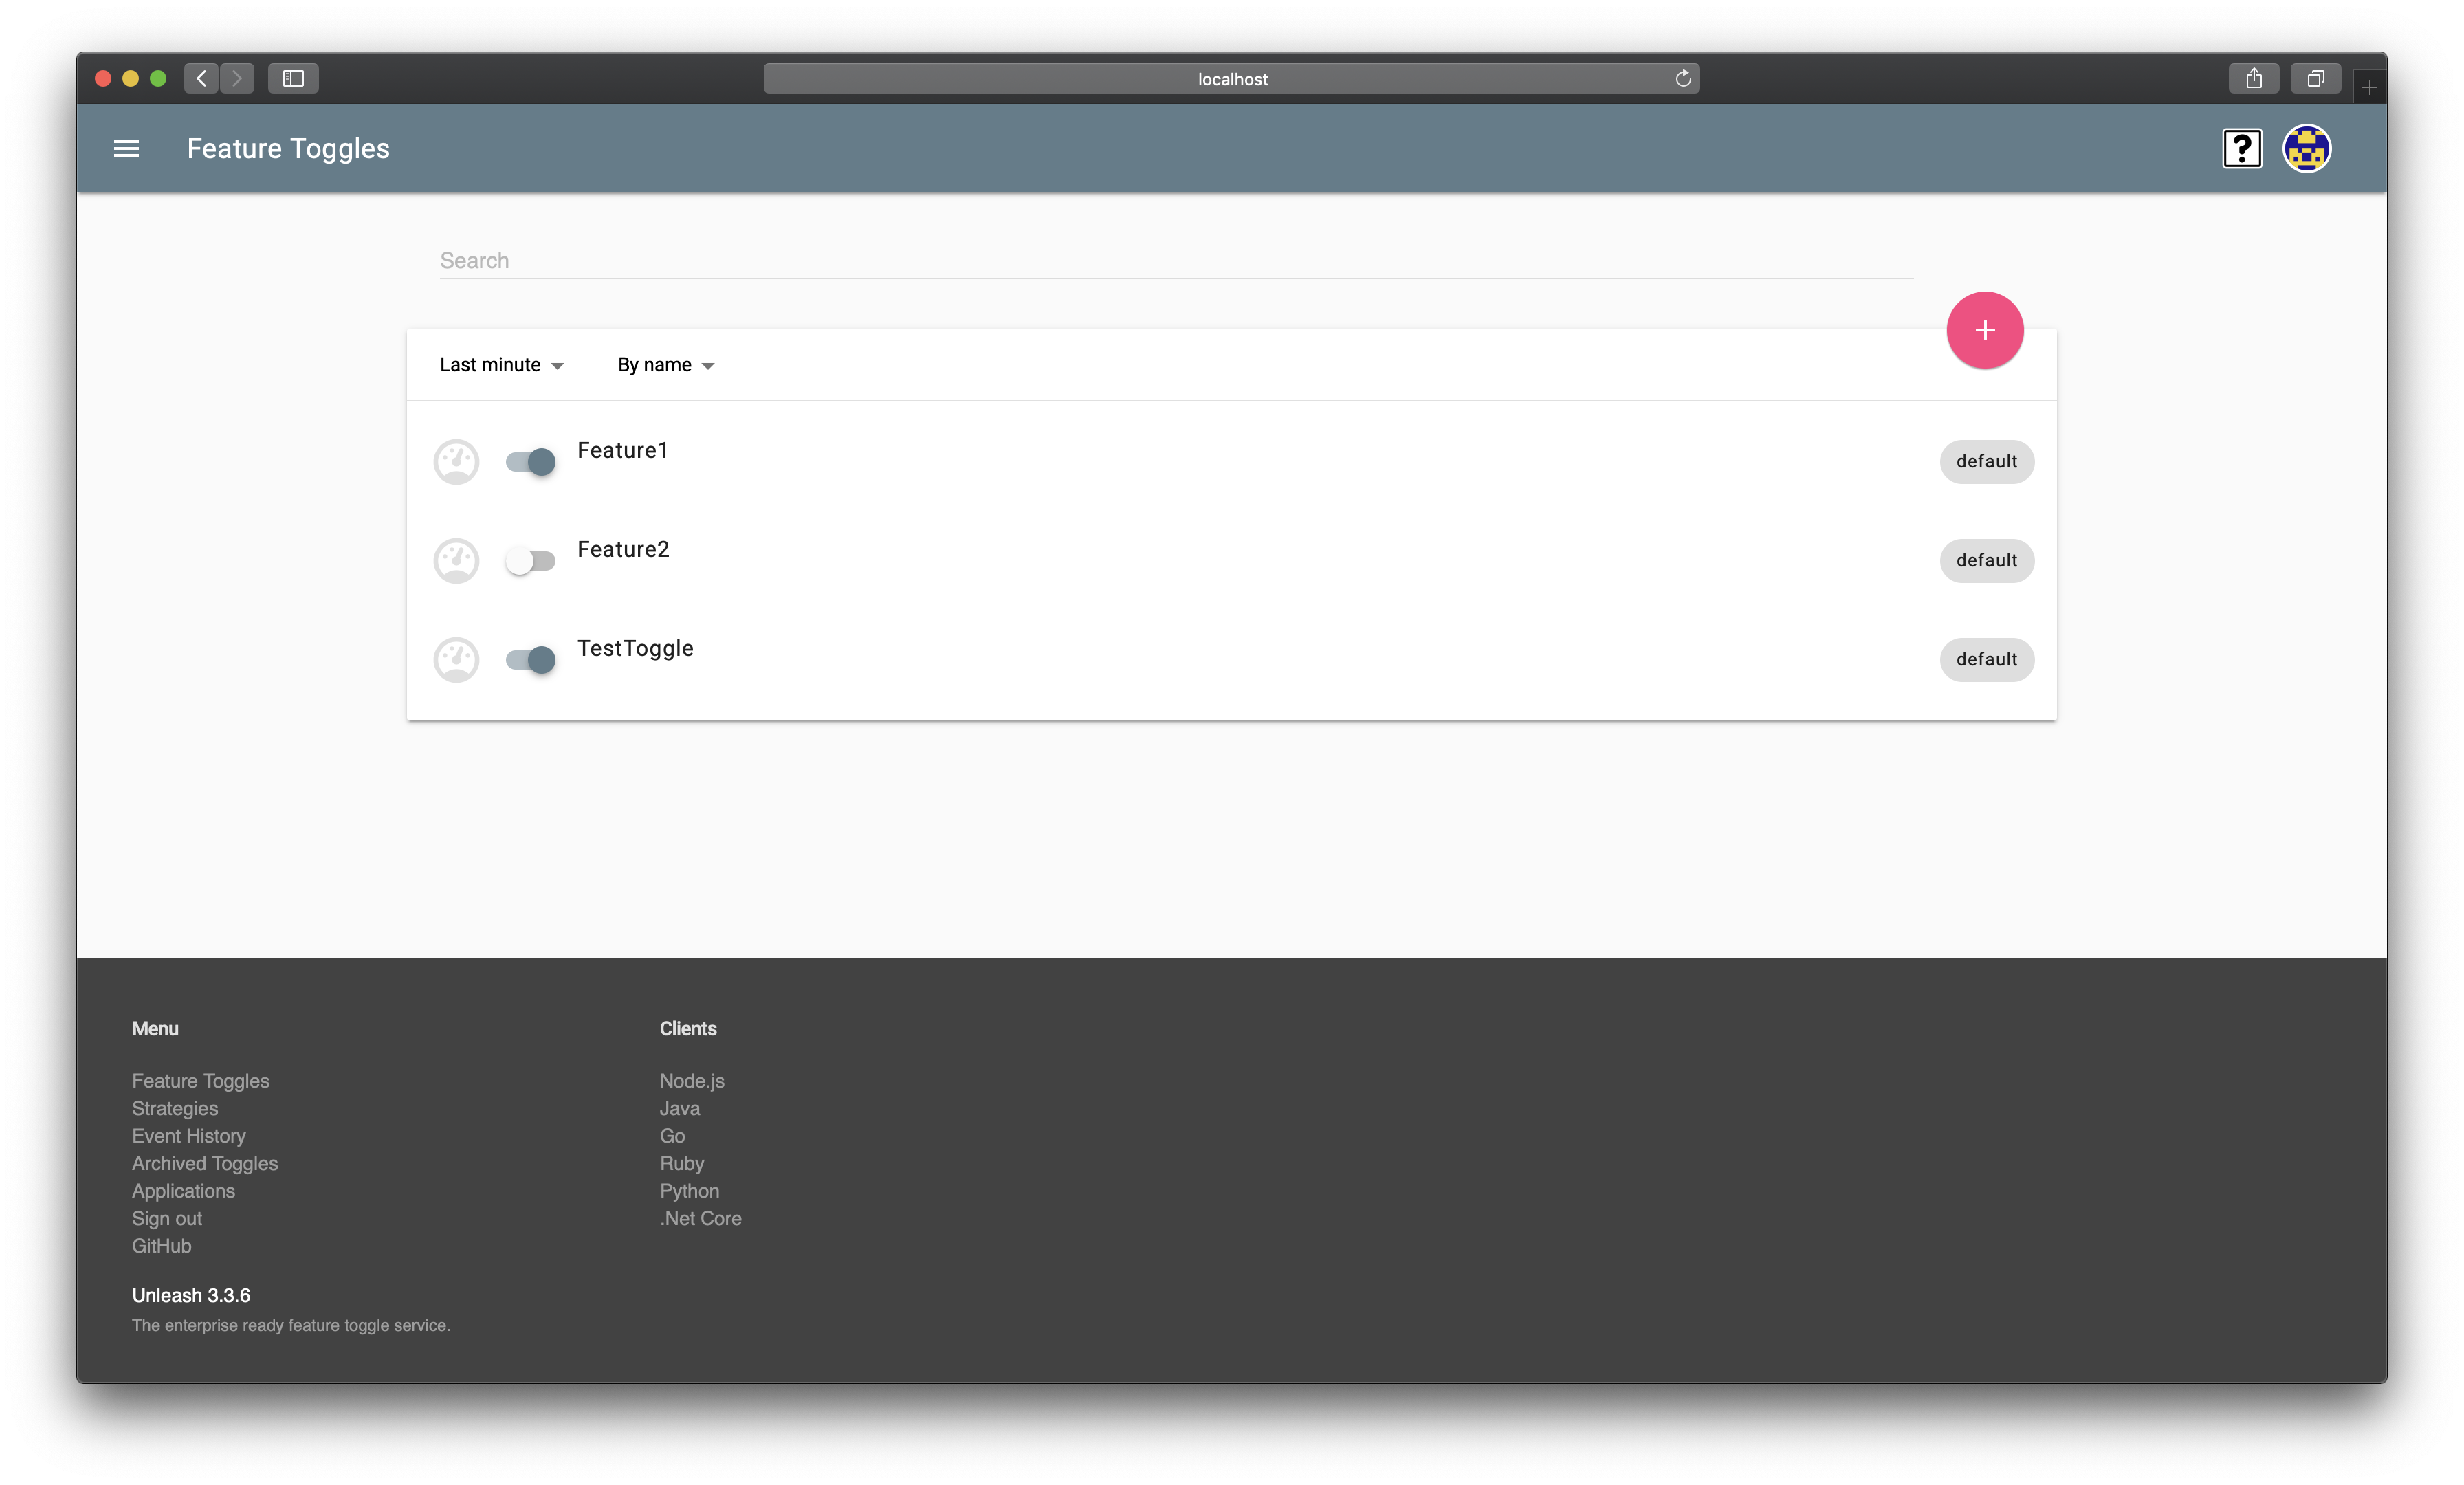 localhost
Feature Toggles
Search
Last minute By name
Feature1 default
Feature2 default
TestToggle default
Menu
Feature Toggles
Strategies
Event History
Archived Toggles
Applications
Sign out
GitHub
Clients
Node.js
Java
Go
Ruby
Python
.Net Core
Unleash 3.3.6
The enterprise ready feature toggle service.